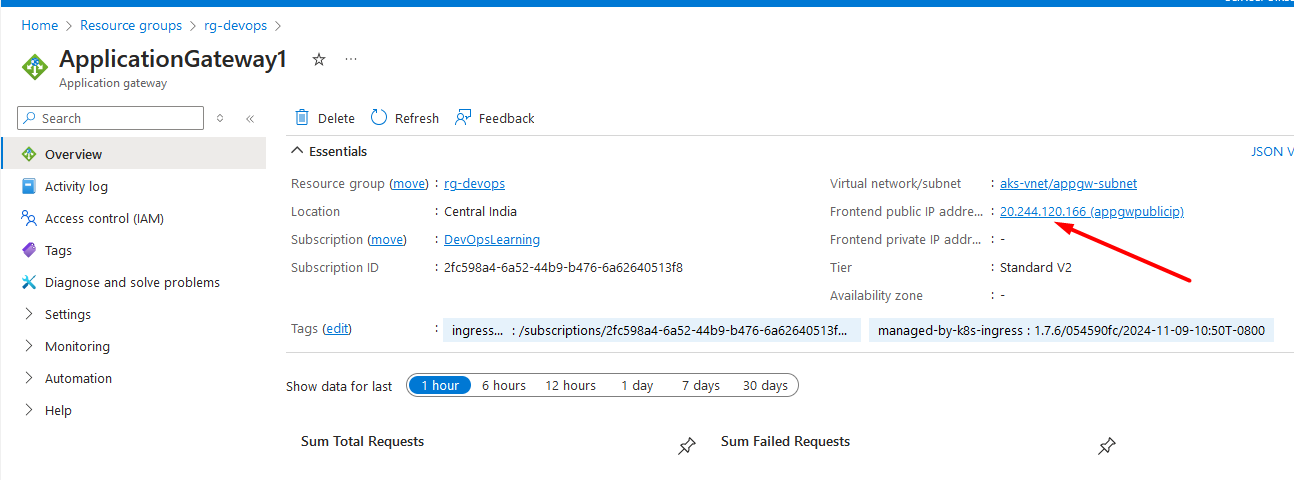 Home > Resource groups > rg-devops >
ApplicationGateway1
Application gateway
Search
Overview
Activity log
Access control (IAM)
Tags
Diagnose and solve problems
Settings
Monitoring
Automation
Help
Delete Refresh Feedback
Essentials
JSON V
Resource group (move) : rg-devops
Location : Central India
Subscription (move) : DevOpsLearning
Subscription ID : 2fc598a4-6a52-44b9-b476-6a62640513f8
Virtual network/subnet : aks-vnet/appgw-subnet
Frontend public IP addre... : 20.244.120.166 (appgwpublicip)
Frontend private IP addr... : -
Tier : Standard V2
Availability zone : -
Tags (edit) : ingress... : /subscriptions/2fc598a4-6a52-44b9-b476-6a62640513f... managed-by-k8s-ingress : 1.7.6/054590fc/2024-11-09-10:50T-0800
Show data for last 1 hour 6 hours 12 hours 1 day 7 days 30 days
Sum Total Requests
Sum Failed Requests